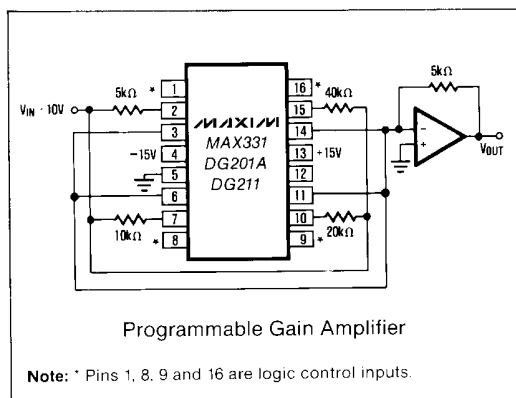 5kΩ
*
1
16
*
40kΩ
5kΩ
VIN - 10V
2
15
3
MAXIM
14
MAX331
-15V
4
DG201A
13
+15V
VOUT
5
DG211
12
6
11
7
10
10kΩ
20kΩ
*
8
9
*
-
+
Programmable Gain Amplifier
Note: * Pins 1, 8, 9 and 16 are logic control inputs.